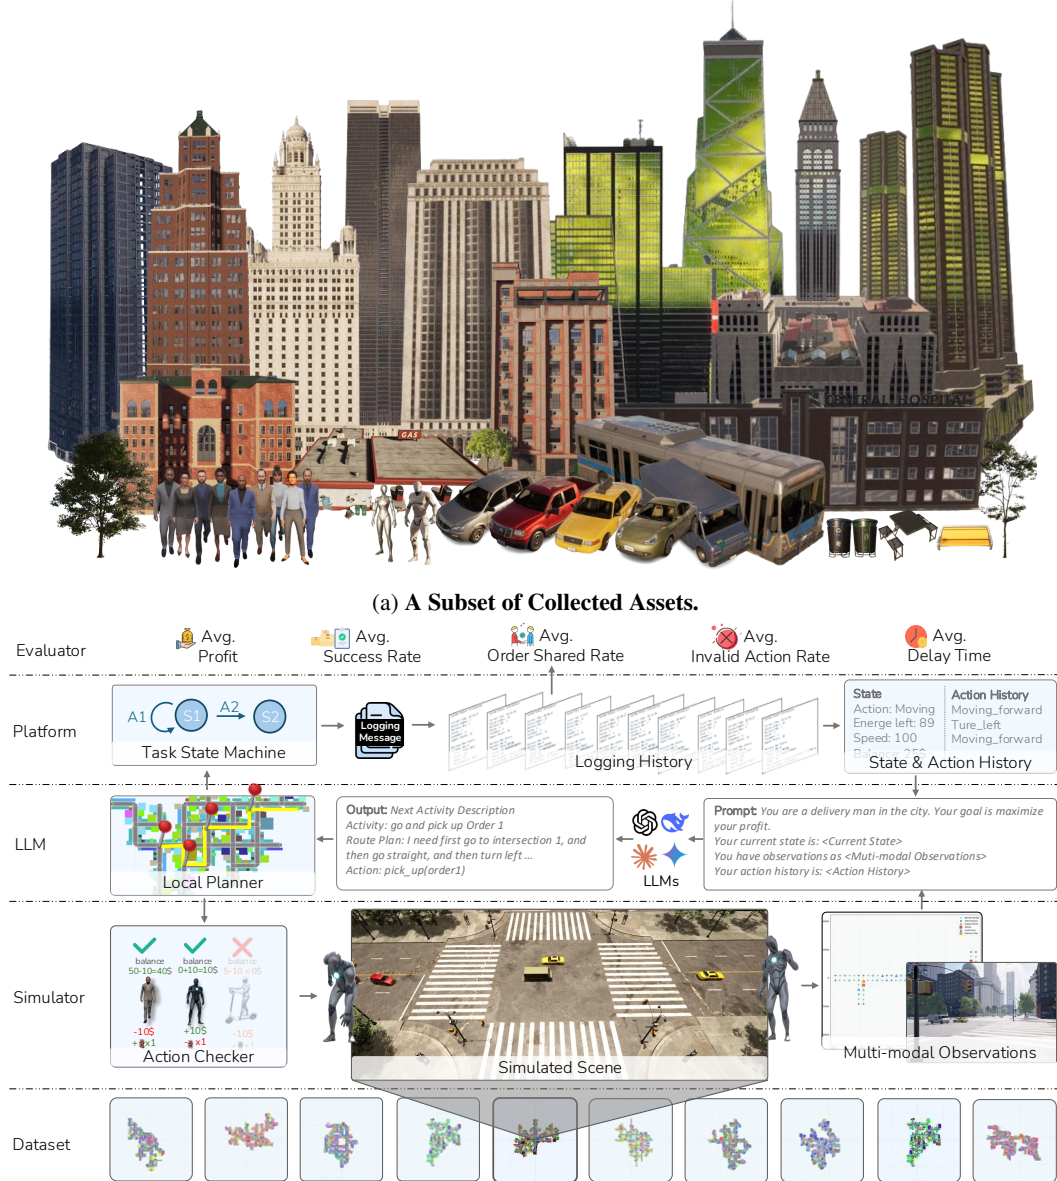 GAS
CENTRAL HOSPITAL
(a) A Subset of Collected Assets.
Evaluator
Avg.
Profit
Avg.
Success Rate
Avg.
Order Shared Rate
Avg.
Invalid Action Rate
Avg.
Delay Time
Platform
A1
S1
A2
S2
Task State Machine
Logging
Message
Logging History
State
Action: Moving
Energe left: 89
Speed: 100
Balance: 25$
Action History
Moving_forward
Ture_left
Moving_forward
State & Action History
LLM
Local Planner
Output: Next Activity Description
Activity: go and pick up Order 1
Route Plan: I need first go to intersection 1, and
then go straight, and then turn left ...
Action: pick_up(order1)
LLMs
Prompt: You are a delivery man in the city. Your goal is maximize
your profit.
Your current state is: <Current State>
You have observations as <Muti-modal Observations>
Your action history is: <Action History>
Simulator
balance
50-10=40$
-10$
x1
balance
0+10=10$
+10$
x1
balance
5-10 < 0$
-10$
x1
Action Checker
Simulated Scene
Multi-modal Observations
Dataset